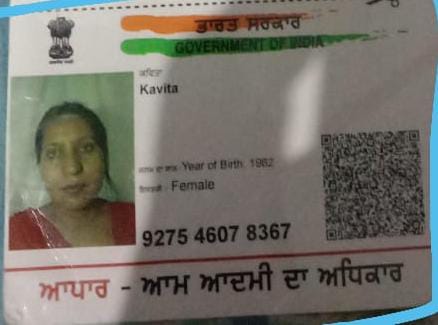 ਭਾਰਤ ਸਰਕਾਰ
GOVERNMENT OF INDIA
ਕਵਿਤਾ
Kavita
ਜਨਮ ਦਾ ਸਾਲ Year of Birth: 1982
ਇਸਤਰੀ - Female
9275 4607 8367
ਆਧਾਰ - ਆਮ ਆਦਮੀ ਦਾ ਅਧਿਕਾਰ